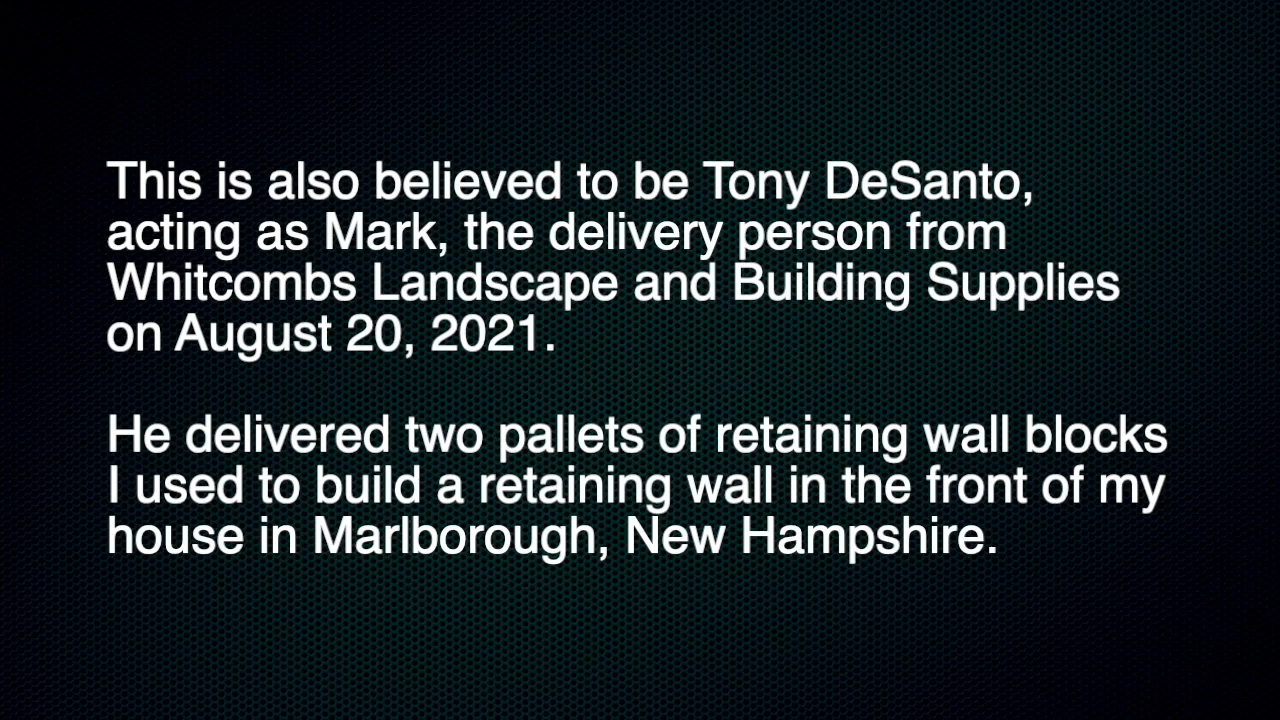 This is also believed to be Tony DeSanto,
acting as Mark, the delivery person from
Whitcombs Landscape and Building Supplies
on August 20, 2021.
He delivered two pallets of retaining wall blocks
I used to build a retaining wall in the front of my
house in Marlborough, New Hampshire.